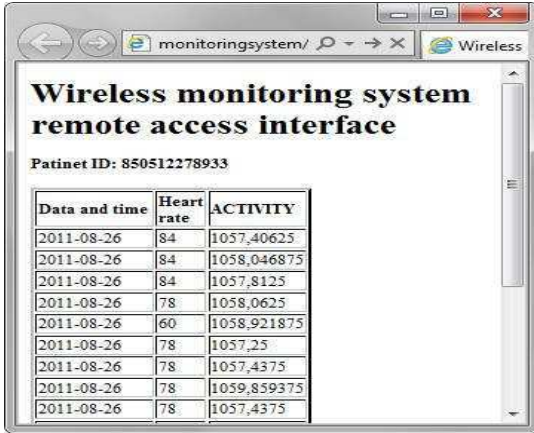 monitoringsystem/
Wireless
Wireless monitoring system
remote access interface
Patinet ID: 850512278933
Data and time Heart rate ACTIVITY
2011-08-26 84 1057,40625
2011-08-26 84 1058,046875
2011-08-26 84 1057,8125
2011-08-26 78 1058,0625
2011-08-26 60 1058,921875
2011-08-26 78 1057,25
2011-08-26 78 1057,4375
2011-08-26 78 1059,859375
2011-08-26 78 1057,4375